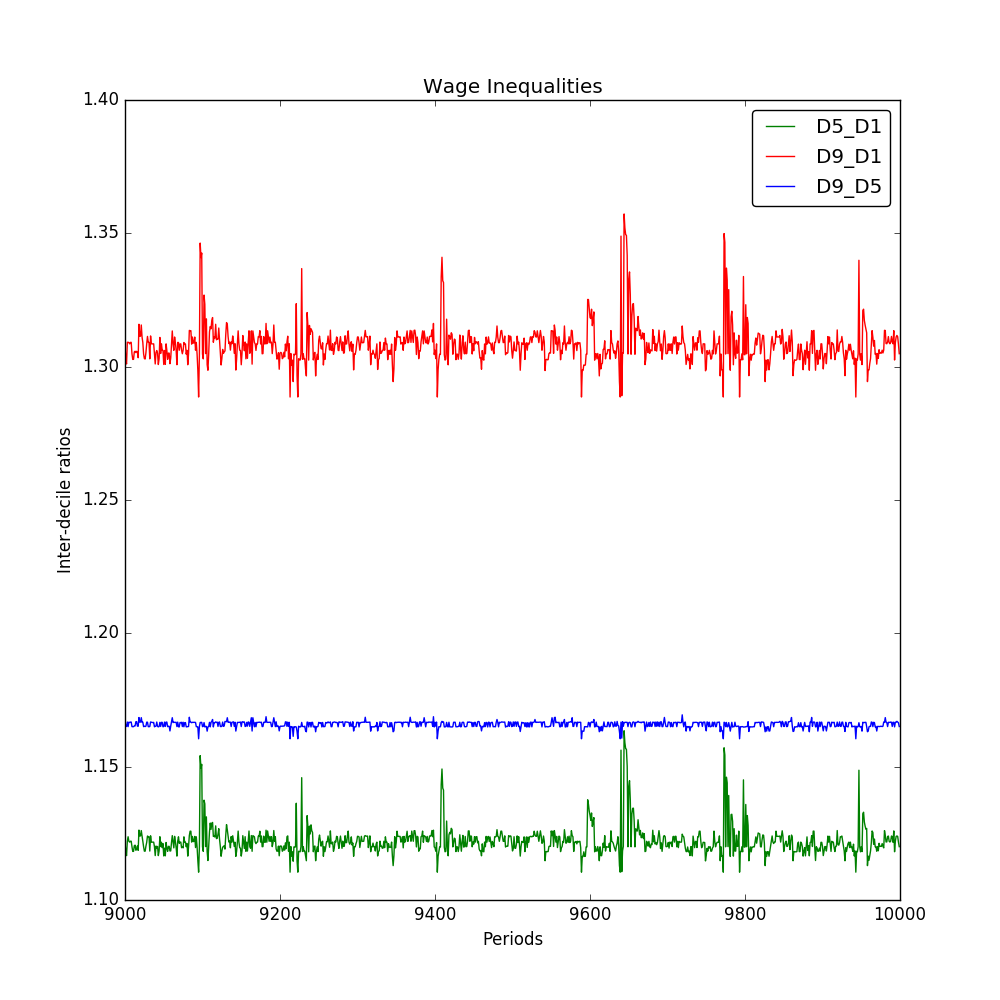 Wage Inequalities
D5_D1
D9_D1
D9_D5
1.40
1.35
1.30
1.25
1.20
1.15
1.10
Inter-decile ratios
9000 9200 9400 9600 9800 10000
Periods